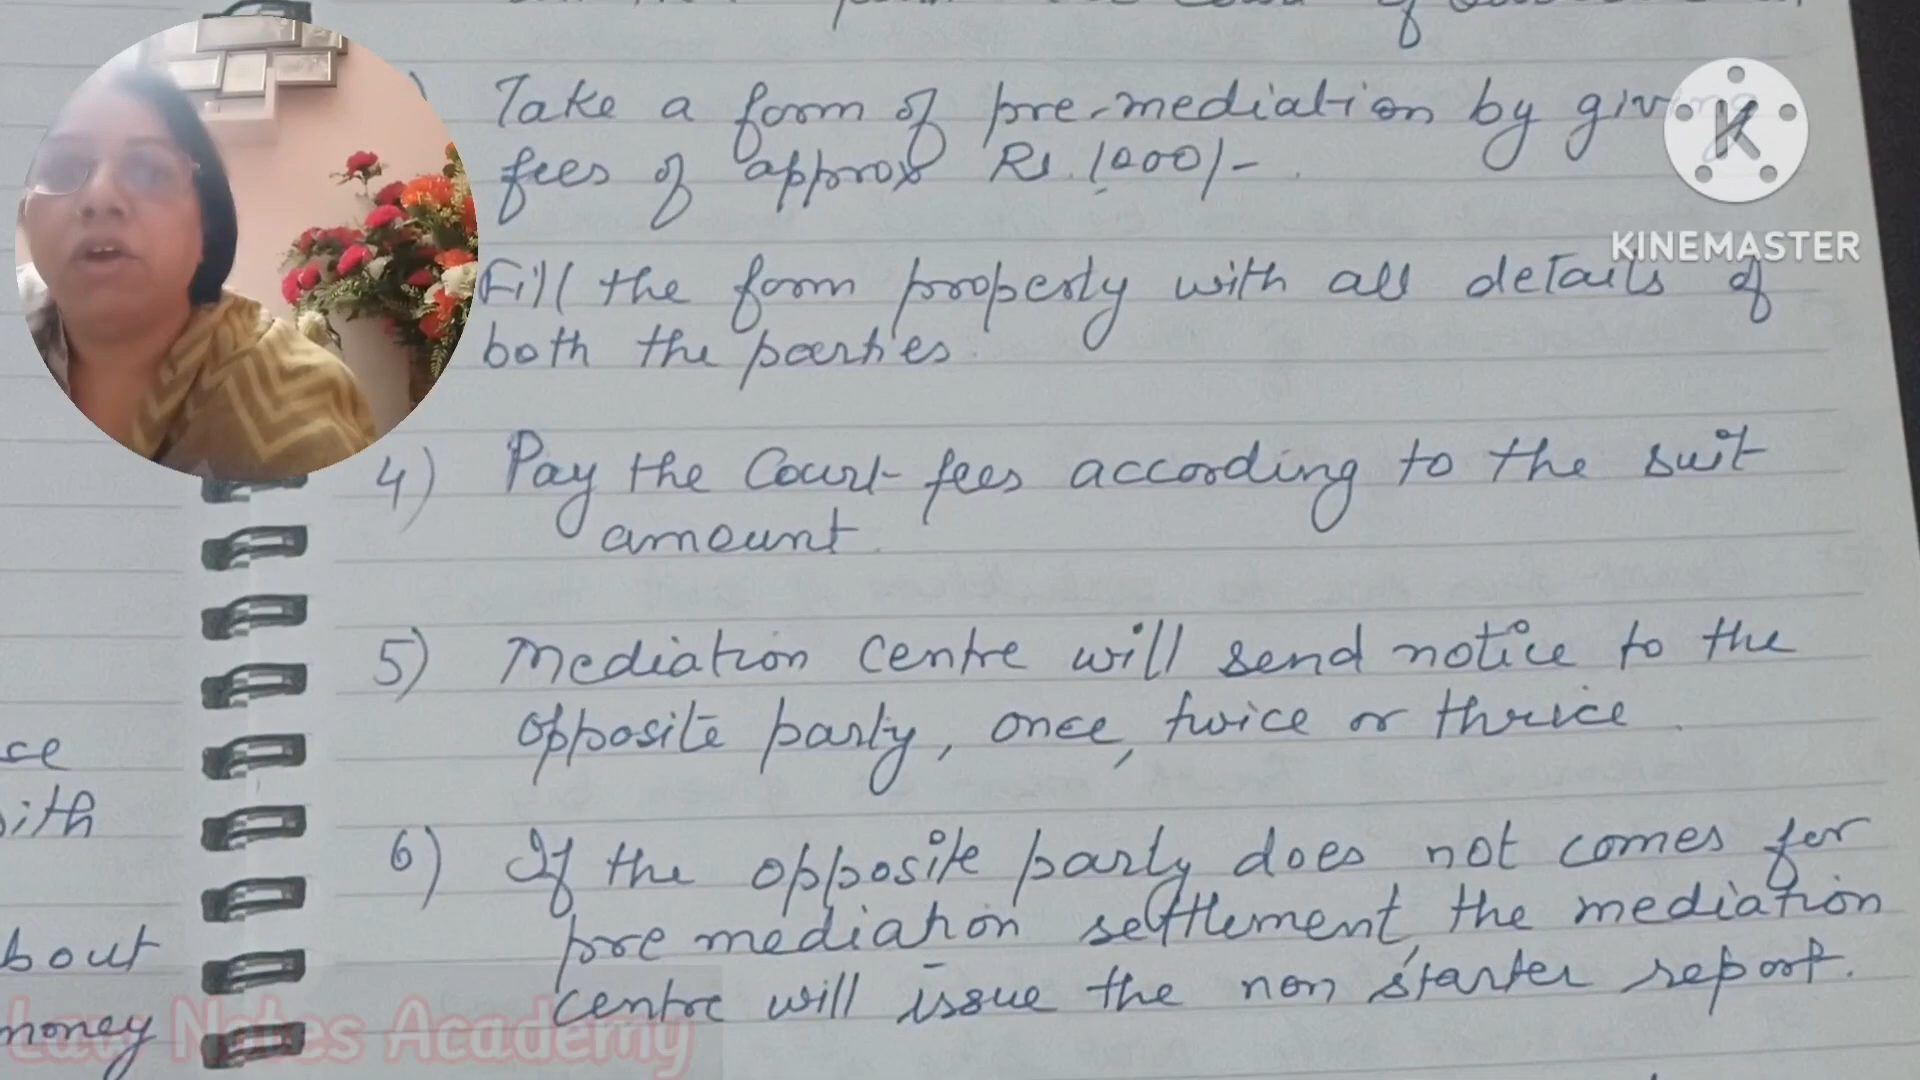 Take a form of pre-mediation by giving
fees of approx Rs. 1000/-.
Fill the form property with all details of
both the parties.
4) Pay the Court fees according to the suit
amount.
5) Mediation Centre will send notice to the
opposite party, once, twice or thrice.
6) If the opposite party does not comes for
pre mediation settlement, the mediation
centre will issue the non starter report.
ce
with
bout
money
KINEMASTER
Law Notes Academy